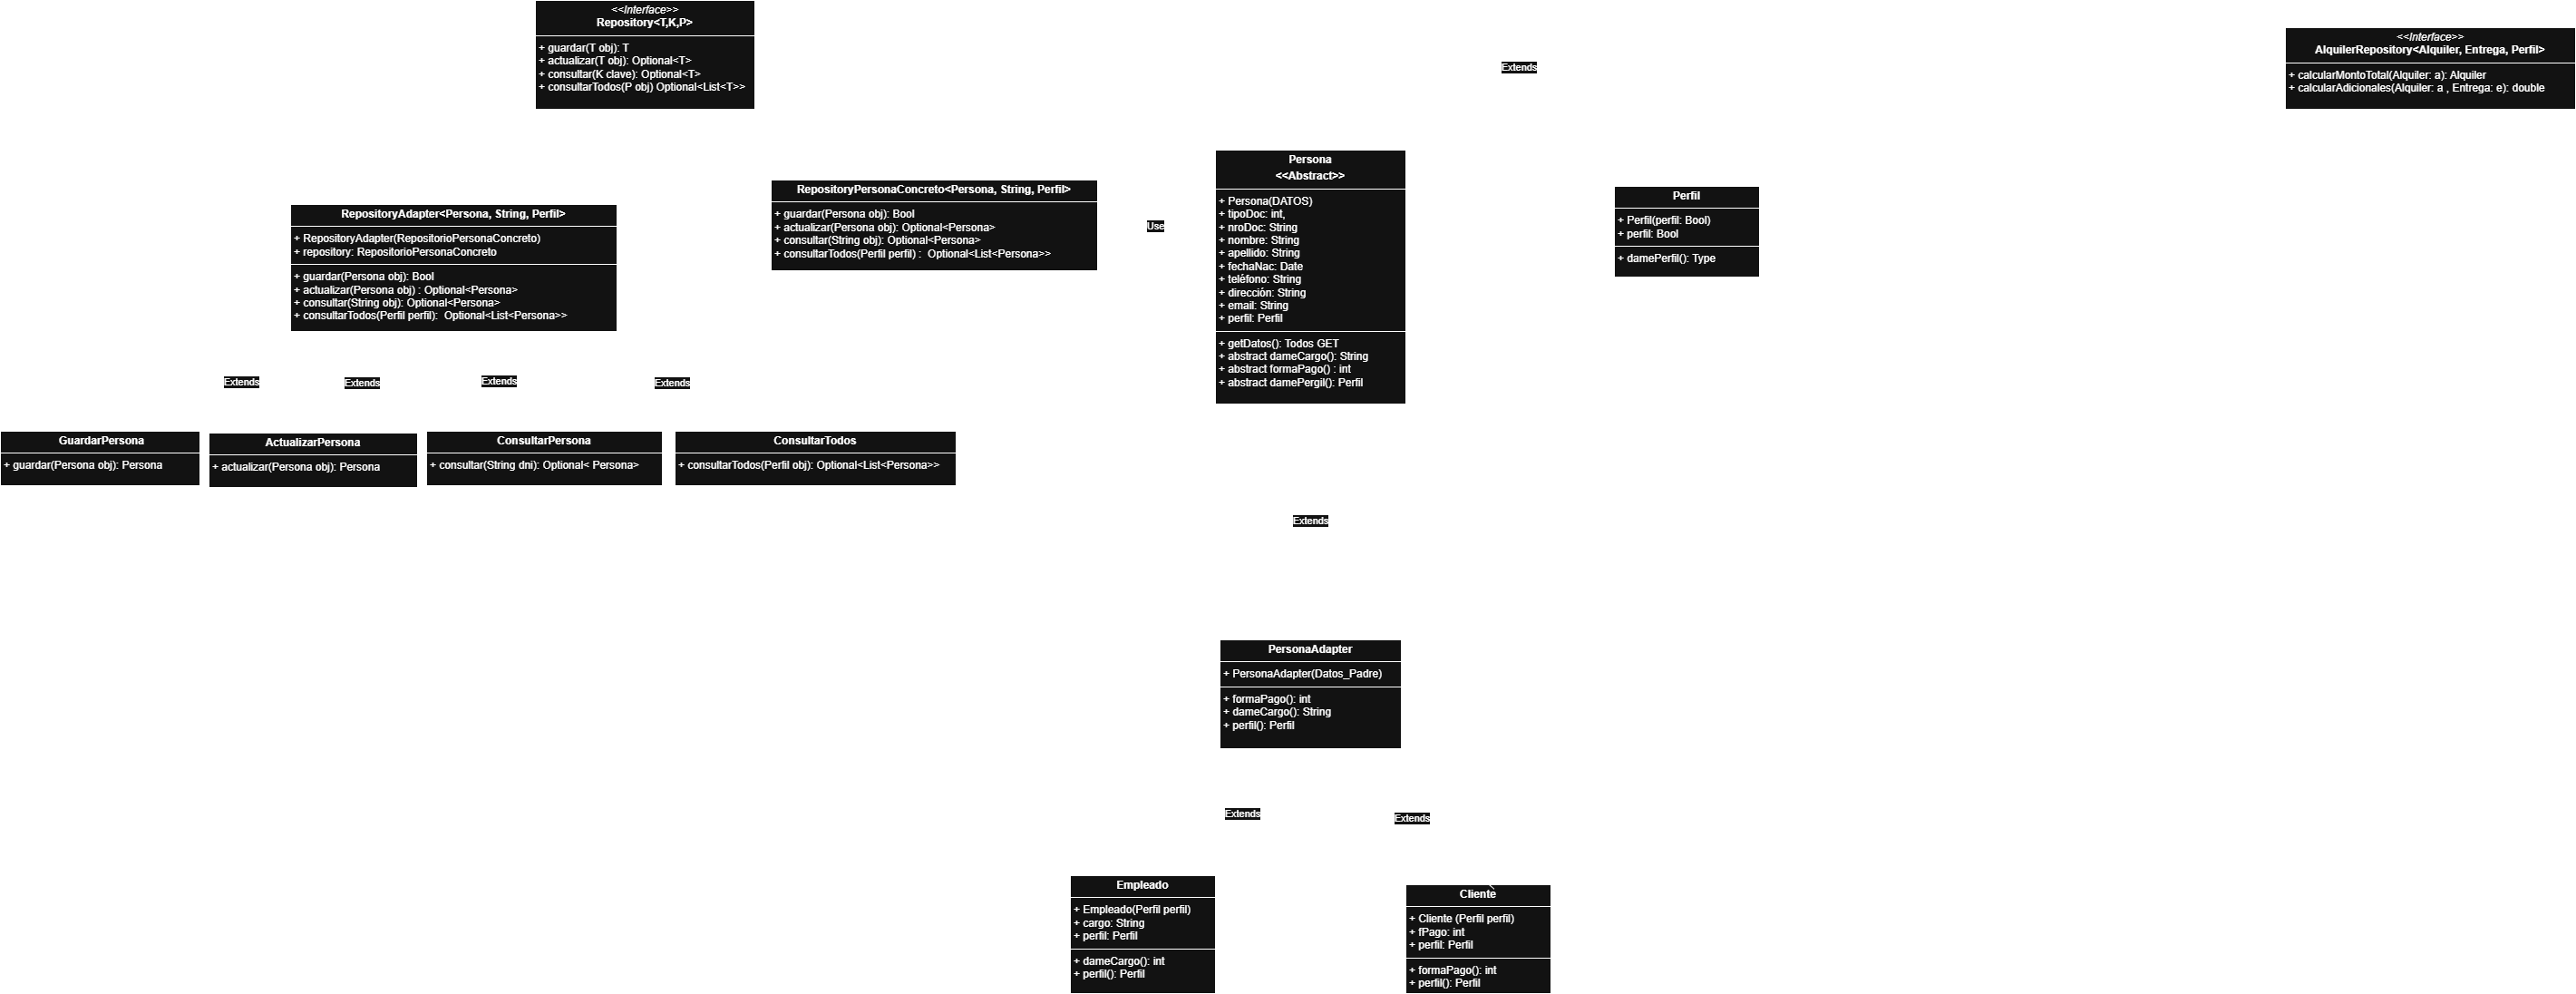 <<Interface>>
Repository<T,K,P>
+ guardar(T obj): T
+ actualizar(T obj): Optional<T>
+ consultar(K clave): Optional<T>
+ consultarTodos(P obj) Optional<List<T>>
<<Interface>>
AlquilerRepository<Alquiler, Entrega, Perfil>
+ calcularMontoTotal(Alquiler: a): Alquiler
+ calcularAdicionales(Alquiler: a , Entrega: e): double
Extends
RepositoryAdapter<Persona, String, Perfil>
+ RepositoryAdapter(RepositorioPersonaConcreto)
+ repository: RepositorioPersonaConcreto
+ guardar(Persona obj): Bool
+ actualizar(Persona obj) : Optional<Persona>
+ consultar(String obj): Optional<Persona>
+ consultarTodos(Perfil perfil):  Optional<List<Persona>>
RepositoryPersonaConcreto<Persona, String, Perfil>
+ guardar(Persona obj): Bool
+ actualizar(Persona obj): Optional<Persona>
+ consultar(String obj): Optional<Persona>
+ consultarTodos(Perfil perfil) :  Optional<List<Persona>>
Use
Persona
<<Abstract>>
+ Persona(DATOS)
+ tipoDoc: int,
+ nroDoc: String
+ nombre: String
+ apellido: String
+ fechaNac: Date
+ teléfono: String
+ dirección: String
+ email: String
+ perfil: Perfil
+ getDatos(): Todos GET
+ abstract dameCargo(): String
+ abstract formaPago() : int
+ abstract damePergil(): Perfil
Perfil
+ Perfil(perfil: Bool)
+ perfil: Bool
+ damePerfil(): Type
Extends
Extends
Extends
Extends
GuardarPersona
+ guardar(Persona obj): Persona
ActualizarPersona
+ actualizar(Persona obj): Persona
ConsultarPersona
+ consultar(String dni): Optional< Persona>
ConsultarTodos
+ consultarTodos(Perfil obj): Optional<List<Persona>>
Extends
PersonaAdapter
+ PersonaAdapter(Datos_Padre)
+ formaPago(): int
+ dameCargo(): String
+ perfil(): Perfil
Extends
Extends
Empleado
+ Empleado(Perfil perfil)
+ cargo: String
+ perfil: Perfil
+ dameCargo(): int
+ perfil(): Perfil
Cliente
+ Cliente (Perfil perfil)
+ fPago: int
+ perfil: Perfil
+ formaPago(): int
+ perfil(): Perfil